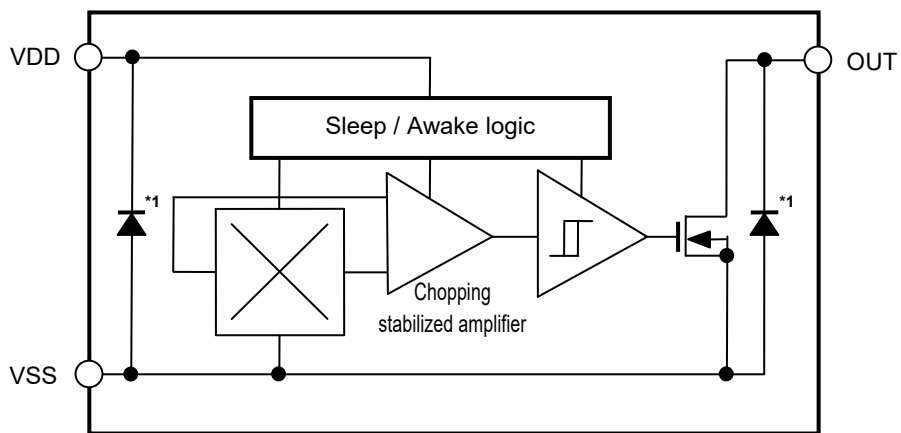 VDD
OUT
Sleep / Awake logic
*1
*1
Chopping
stabilized amplifier
VSS